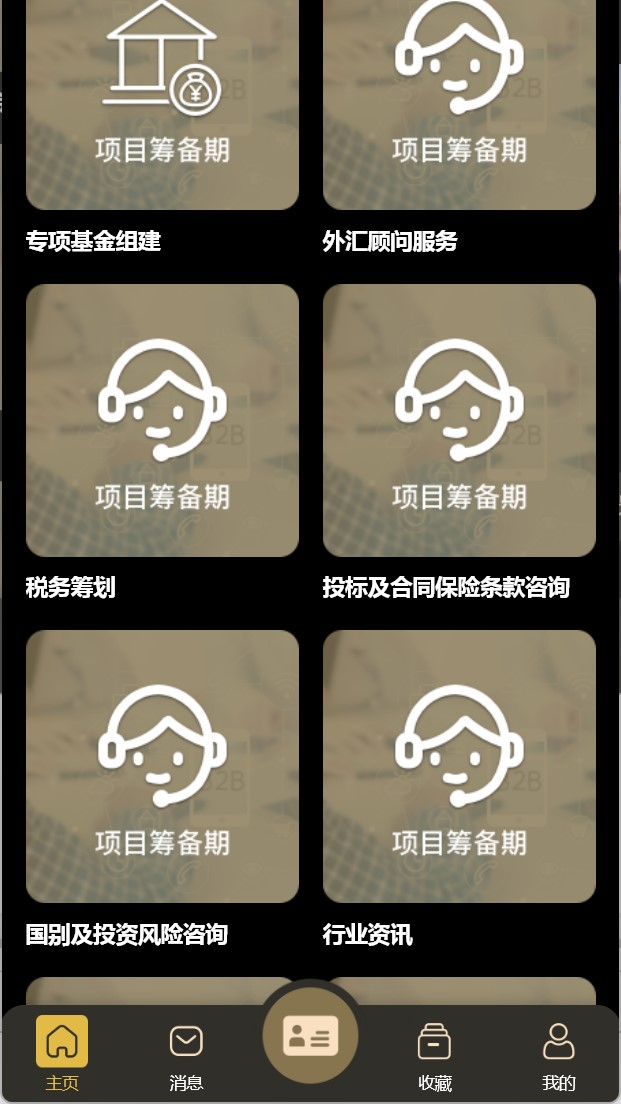 项目筹备期
项目筹备期
专项基金组建
外汇顾问服务
B2B
项目筹备期
项目筹备期
税务筹划
投标及合同保险条款咨询
项目筹备期
项目筹备期
国别及投资风险咨询
行业资讯
主页
消息
收藏
我的